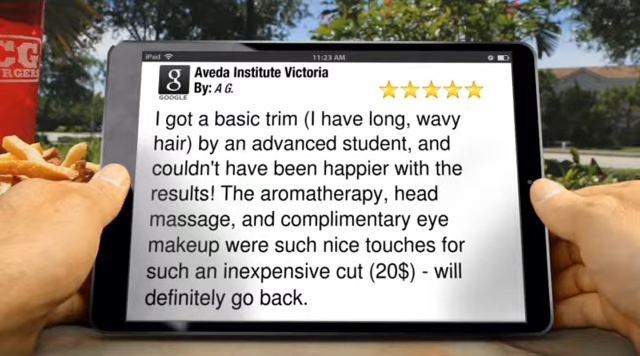 iPad
11:23 AM
CG
RGERS
g
GOOGLE
Aveda Institute Victoria
By: A G.
I got a basic trim (I have long, wavy
hair) by an advanced student, and
couldn't have been happier with the
results! The aromatherapy, head
massage, and complimentary eye
makeup were such nice touches for
such an inexpensive cut (20$) - will
definitely go back.